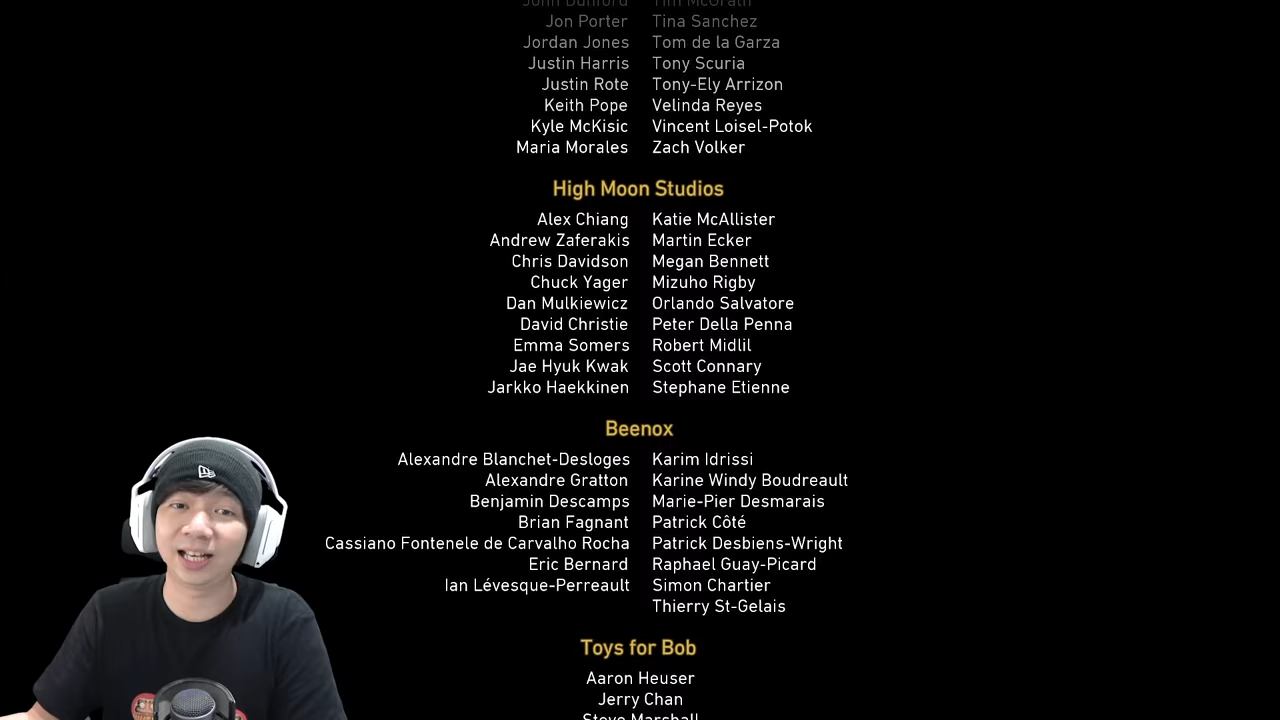 John Dunford Tim McGrath
Jon Porter Tina Sanchez
Jordan Jones Tom de la Garza
Justin Harris Tony Scuria
Justin Rote Tony-Ely Arrizon
Keith Pope Velinda Reyes
Kyle McKisic Vincent Loisel-Potok
Maria Morales Zach Volker
High Moon Studios
Alex Chiang Katie McAllister
Andrew Zaferakis Martin Ecker
Chris Davidson Megan Bennett
Chuck Yager Mizuho Rigby
Dan Mulkiewicz Orlando Salvatore
David Christie Peter Della Penna
Emma Somers Robert Midlil
Jae Hyuk Kwak Scott Connary
Jarkko Haekkinen Stephane Etienne
Beenox
Alexandre Blanchet-Desloges Karim Idrissi
Alexandre Gratton Karine Windy Boudreault
Benjamin Descamps Marie-Pier Desmarais
Brian Fagnant Patrick Côté
Cassiano Fontenele de Carvalho Rocha Patrick Desbiens-Wright
Eric Bernard Raphael Guay-Picard
Ian Lévesque-Perreault Simon Chartier
Thierry St-Gelais
Toys for Bob
Aaron Heuser
Jerry Chan
Steve Marshall